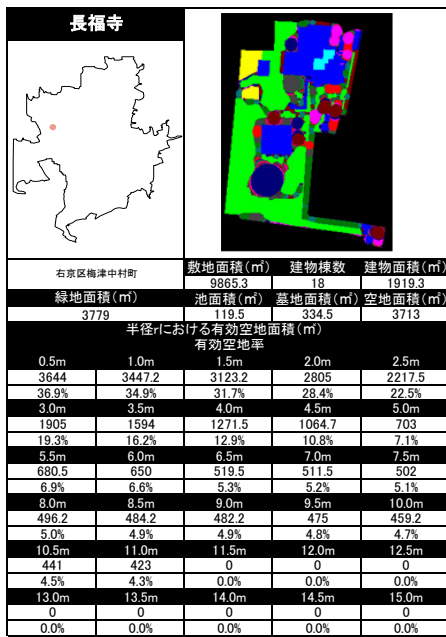 長福寺
右京区梅津中村町
敷地面積(㎡) 建物棟数 建物面積(㎡)
9865.3 18 1919.3
緑地面積(㎡) 池面積(㎡) 墓地面積(㎡) 空地面積(㎡)
3779 119.5 334.5 3713
半径rにおける有効空地面積(㎡)
有効空地率
0.5m 1.0m 1.5m 2.0m 2.5m
3644 3447.2 3123.2 2805 2217.5
36.9% 34.9% 31.7% 28.4% 22.5%
3.0m 3.5m 4.0m 4.5m 5.0m
1905 1594 1271.5 1064.7 703
19.3% 16.2% 12.9% 10.8% 7.1%
5.5m 6.0m 6.5m 7.0m 7.5m
680.5 650 519.5 511.5 502
6.9% 6.6% 5.3% 5.2% 5.1%
8.0m 8.5m 9.0m 9.5m 10.0m
496.2 484.2 482.2 475 459.2
5.0% 4.9% 4.9% 4.8% 4.7%
10.5m 11.0m 11.5m 12.0m 12.5m
441 423 0 0 0
4.5% 4.3% 0.0% 0.0% 0.0%
13.0m 13.5m 14.0m 14.5m 15.0m
0 0 0 0 0
0.0% 0.0% 0.0% 0.0% 0.0%